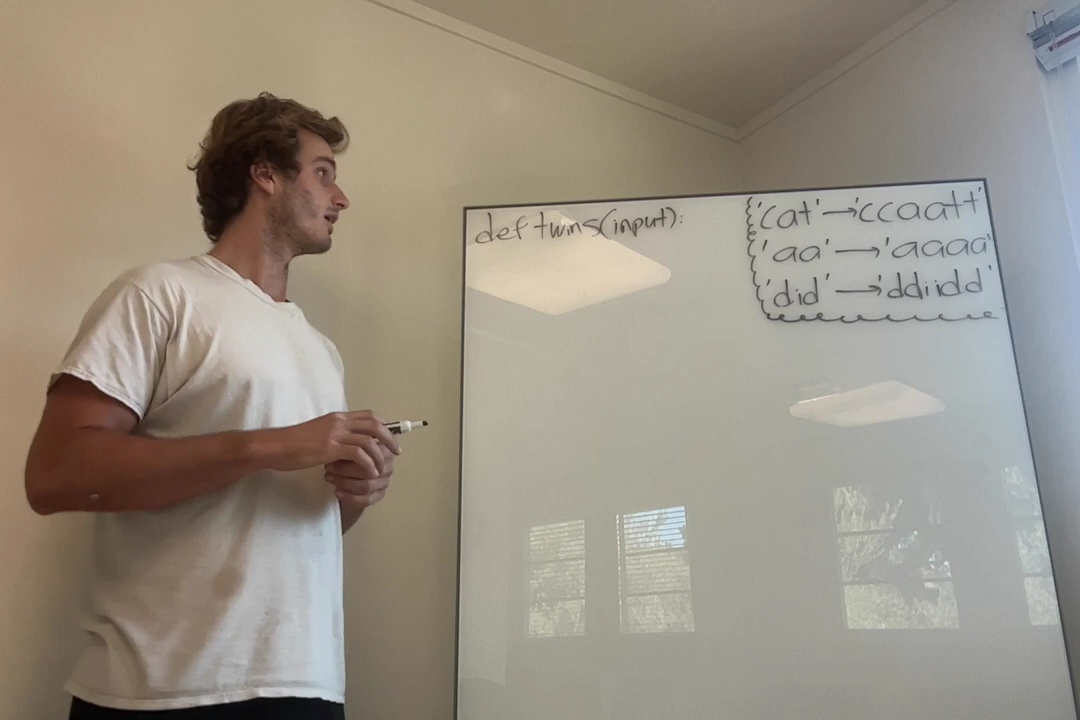 def twins(input):
'cat' → 'ccaatt'
'aa' → 'aaaa'
'did' → 'ddiidd'